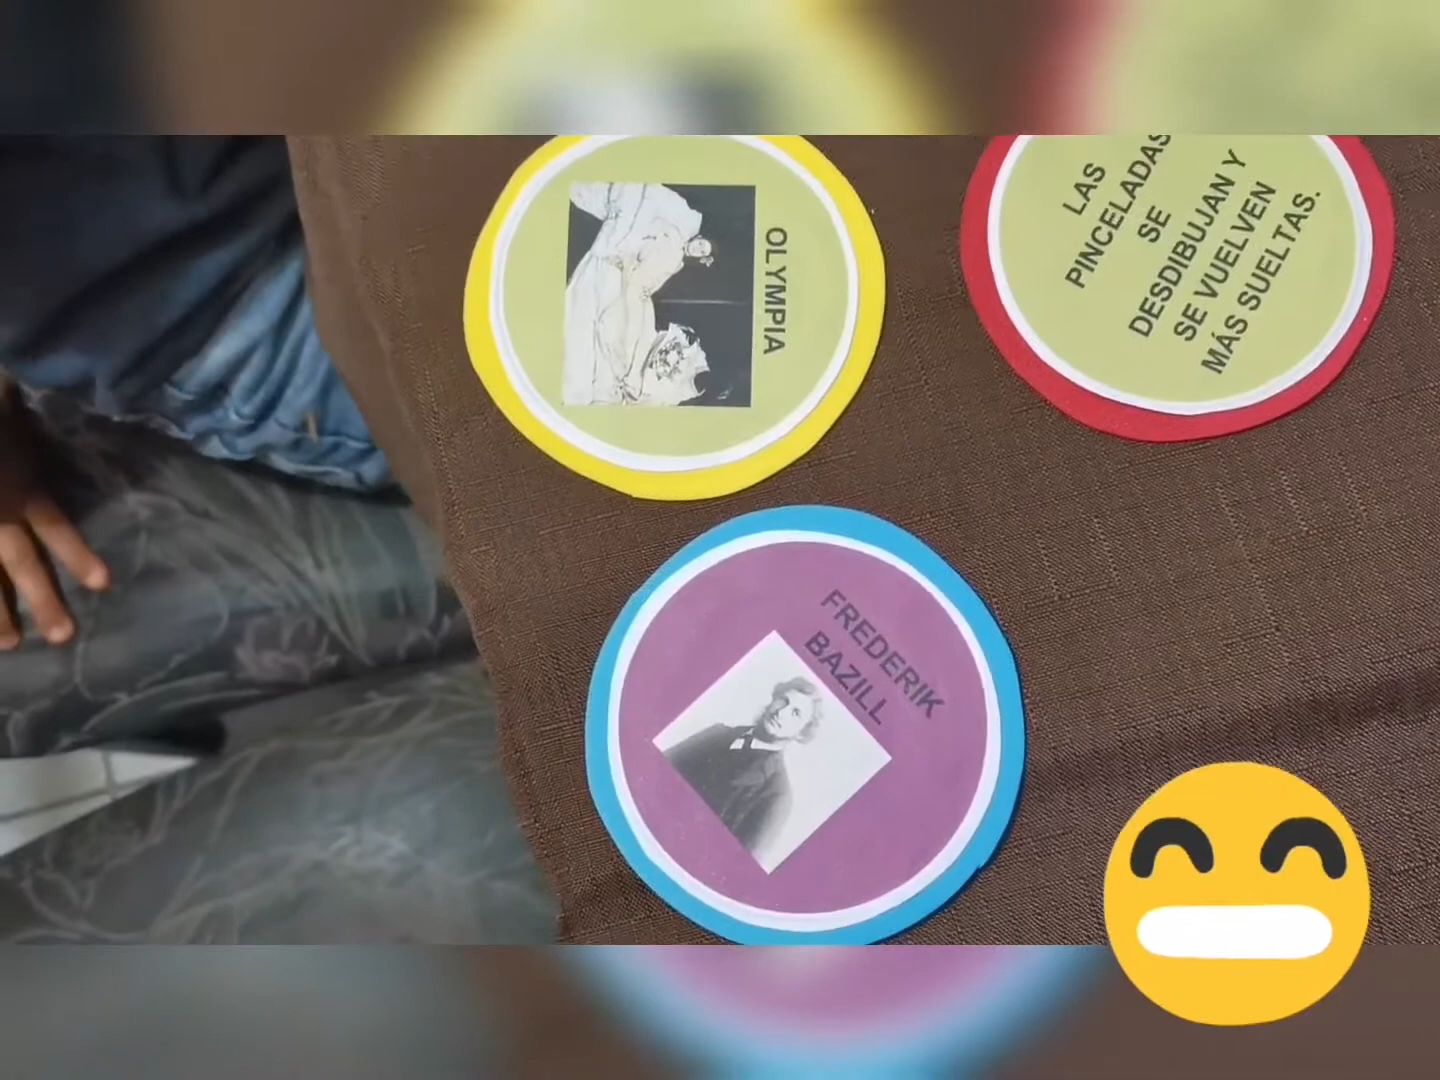 OLYMPIA
LAS
PINCELADAS
SE
DESDIBUJAN Y
SE VUELVEN
MÁS SUELTAS.
FREDERIK
BAZILL